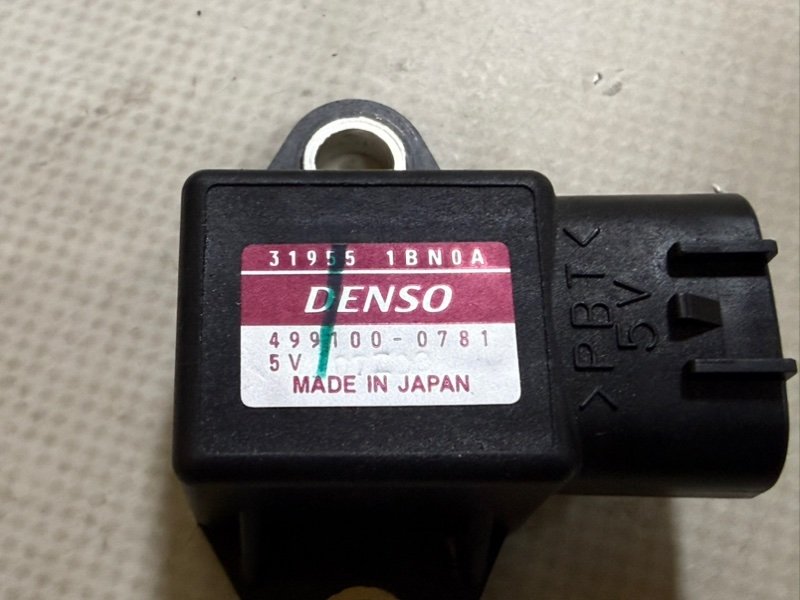 31955 1BN0A
DENSO
499100-0781
5V
MADE IN JAPAN
>PBT<
5V